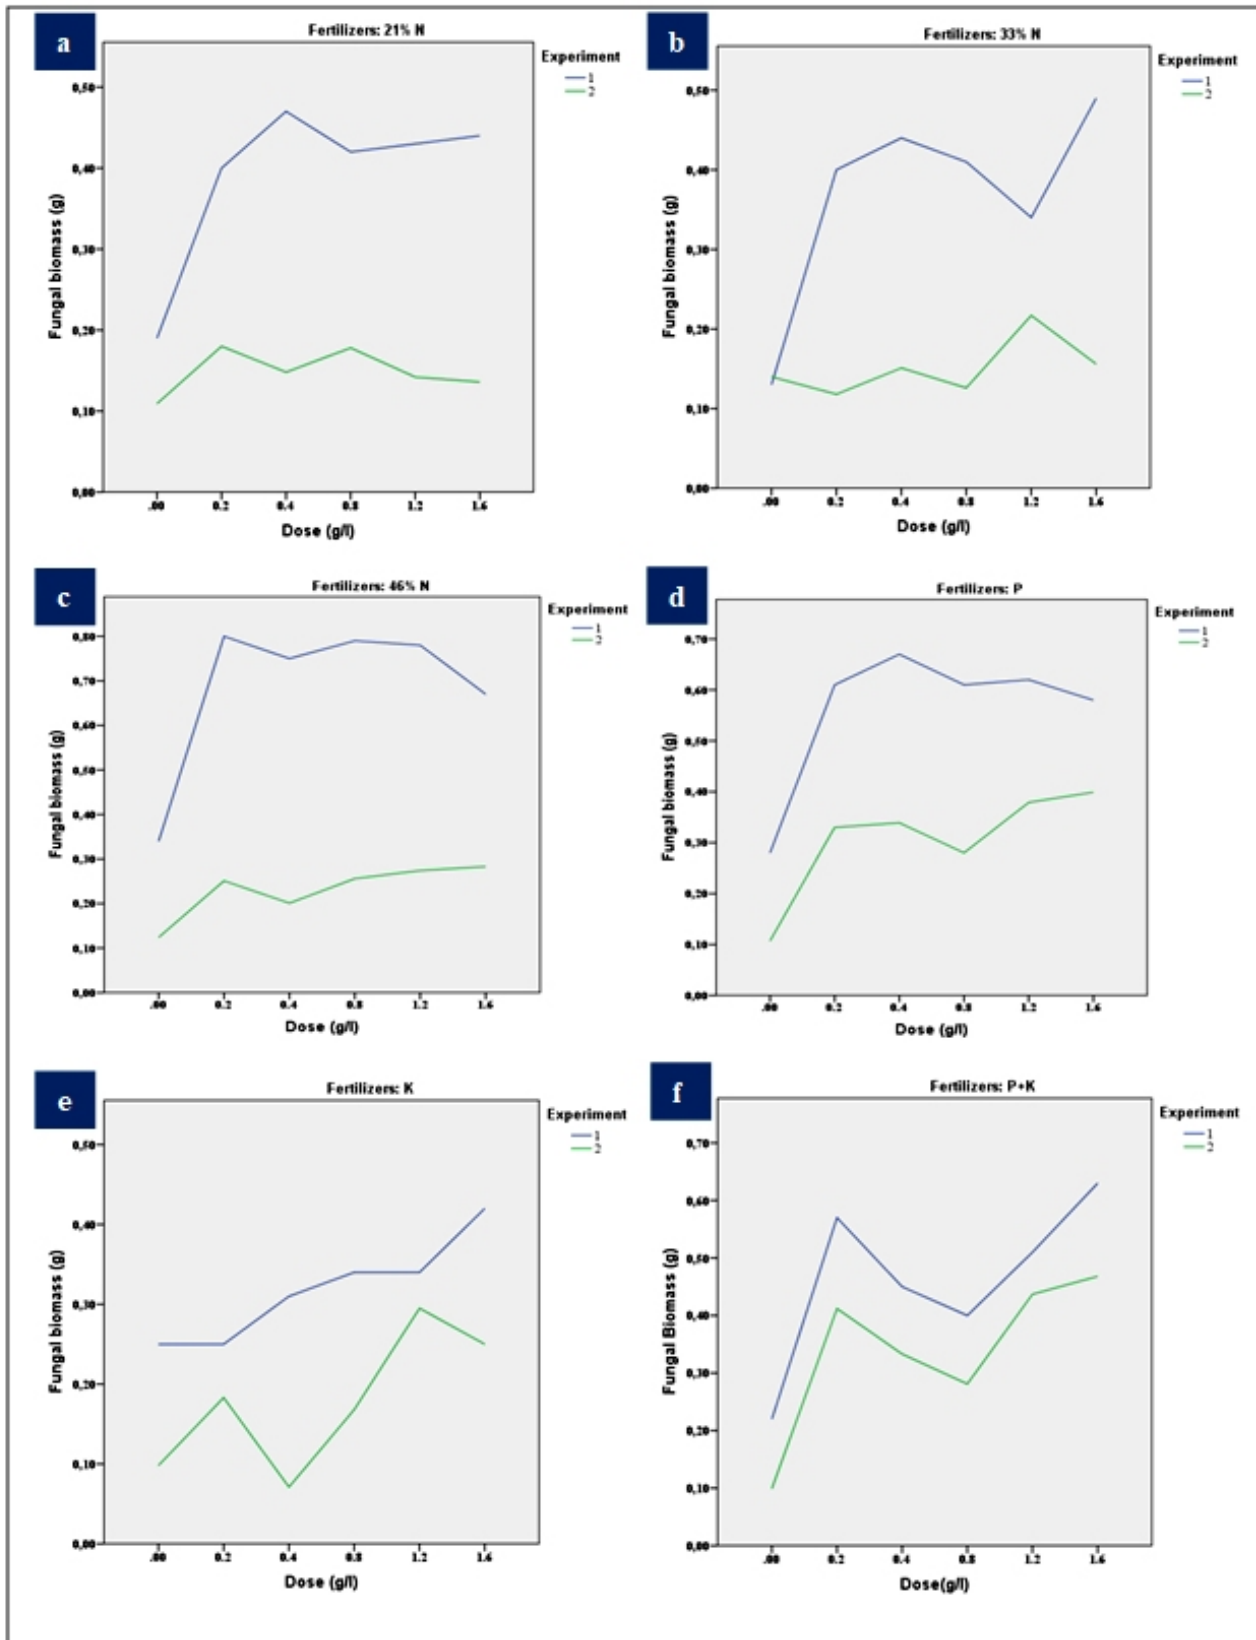 a
Fertilizers: 21% N
Experiment
1
2
Fungal biomass (g)
0,50
0,40
0,30
0,20
0,10
0,00
.00 0.2 0.4 0.8 1.2 1.6
Dose (g/l)
b
Fertilizers: 33% N
Experiment
1
2
Fungal biomass (g)
0,50
0,40
0,30
0,20
0,10
0,00
.00 0.2 0.4 0.8 1.2 1.6
Dose (g/l)
c
Fertilizers: 46% N
Experiment
1
2
Fungal biomass (g)
0,80
0,70
0,60
0,50
0,40
0,30
0,20
0,10
0,00
.00 0.2 0.4 0.8 1.2 1.6
Dose (g/l)
d
Fertilizers: P
Experiment
1
2
Fungal biomass (g)
0,70
0,60
0,50
0,40
0,30
0,20
0,10
0,00
.00 0.2 0.4 0.8 1.2 1.6
Dose (g/l)
e
Fertilizers: K
Experiment
1
2
Fungal biomass (g)
0,50
0,40
0,30
0,20
0,10
0,00
.00 0.2 0.4 0.8 1.2 1.6
Dose (g/l)
f
Fertilizers: P+K
Experiment
1
2
Fungal Biomass (g)
0,70
0,60
0,50
0,40
0,30
0,20
0,10
0,00
.00 0.2 0.4 0.8 1.2 1.6
Dose(g/l)